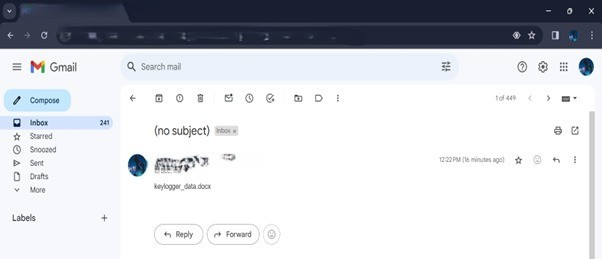 Gmail
Search mail
Compose
1 of 449
Inbox 241
(no subject) Inbox x
Starred
Snoozed
12:22 PM (16 minutes ago)
Sent
Drafts
keylogger_data.docx
More
Labels +
Reply
Forward